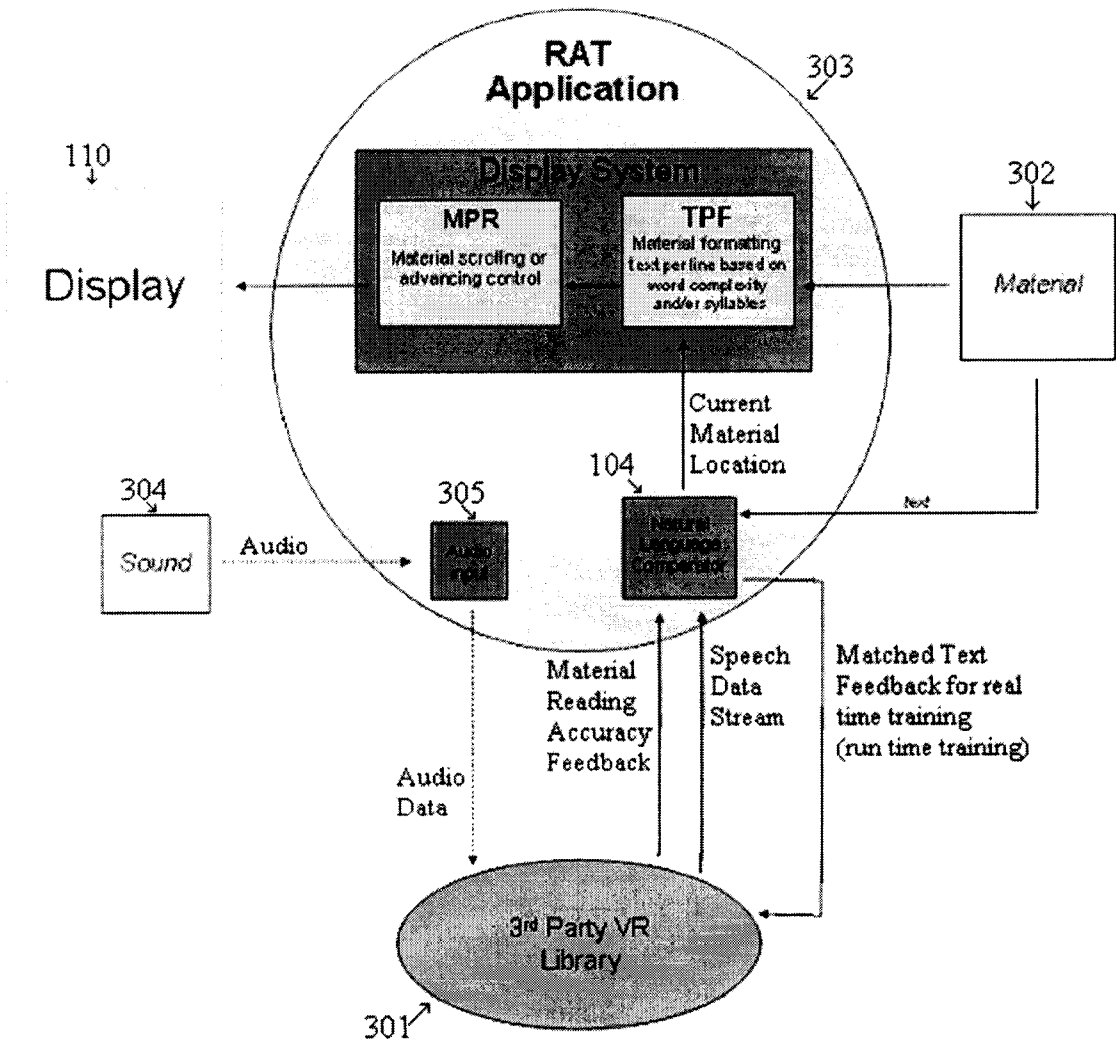 RAT
Application
303
110
Display System
302
MPR
Material scrolling or
advancing control
TPF
Material formatting
text per line based on
word complexity
and/or syllables
Display
Material
Current
Material
Location
104
304
305
text
Sound
Audio
Audio
Input
Natural
Language
Comparator
Material
Reading
Accuracy
Feedback
Speech
Data
Stream
Matched Text
Feedback for real
time training
(run time training)
Audio
Data
3rd Party VR
Library
301